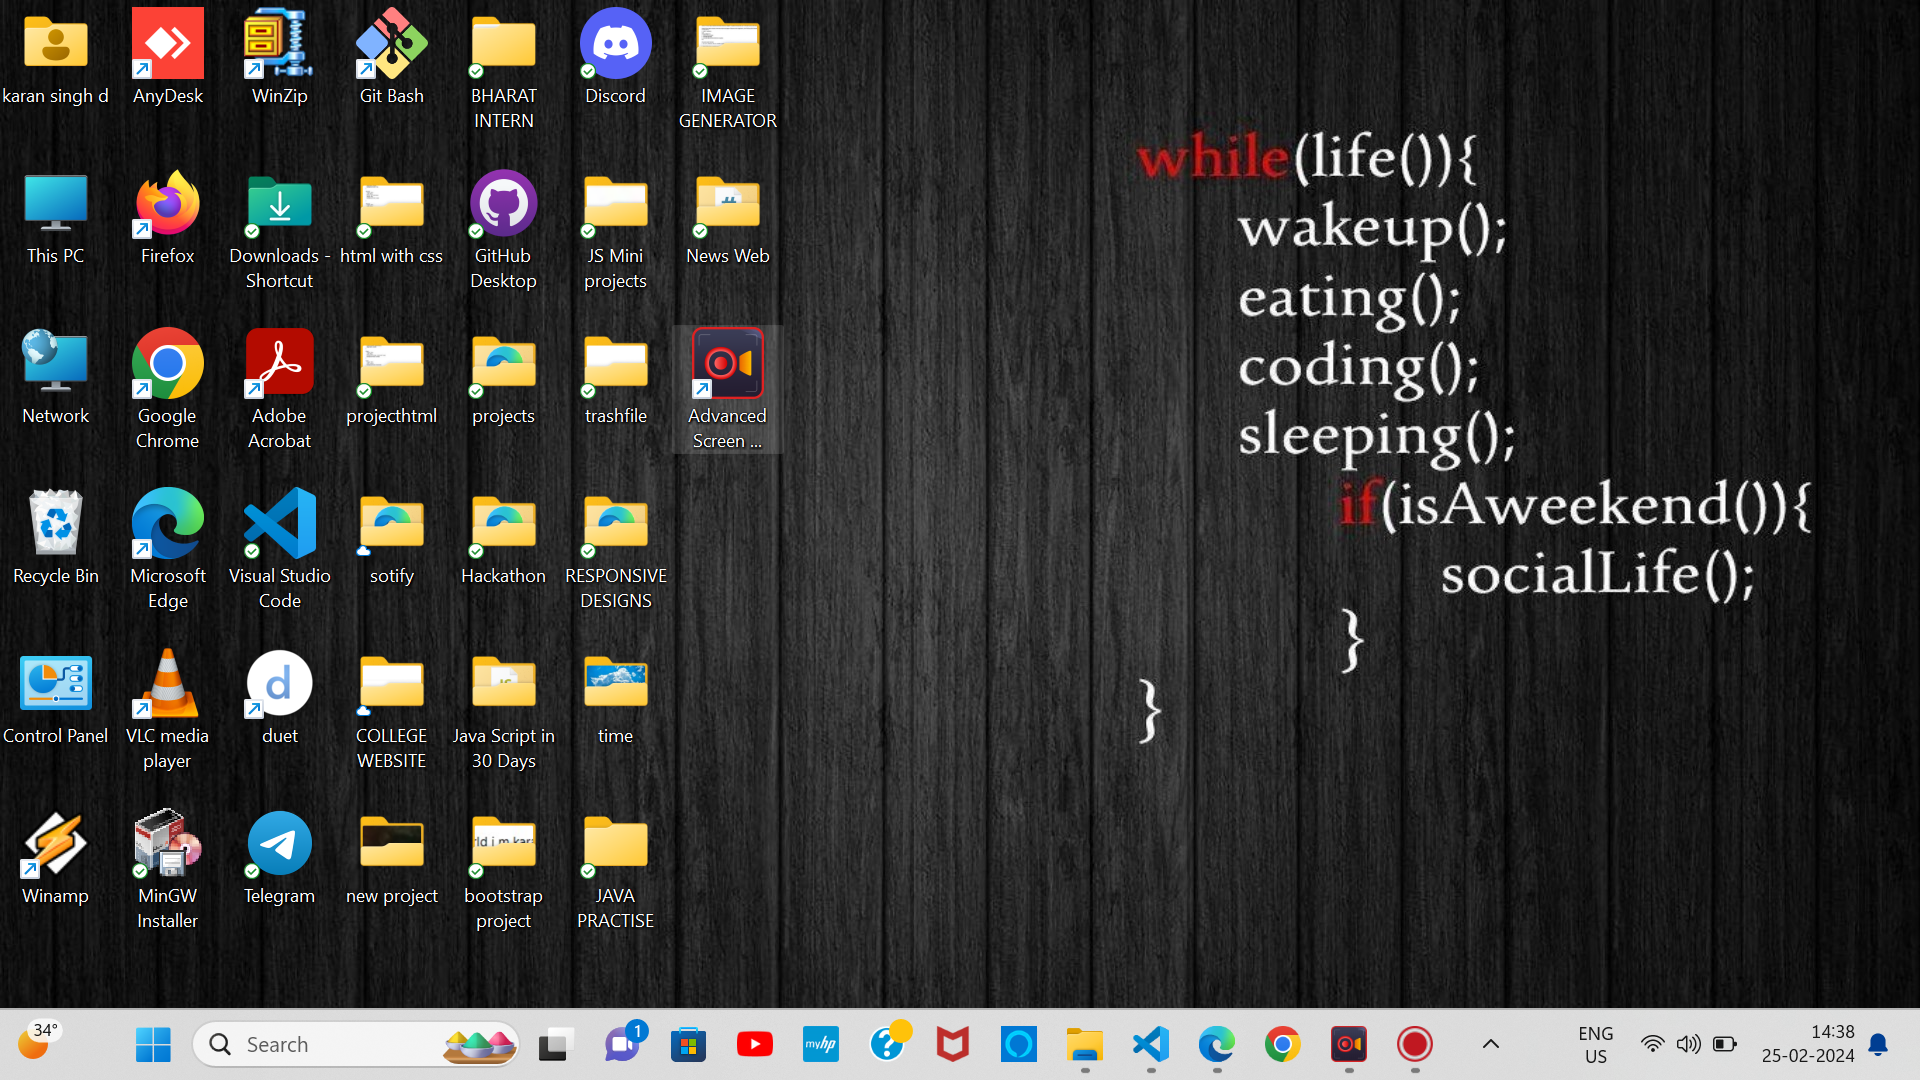 karan singh d
AnyDesk
WinZip
Git Bash
BHARAT
INTERN
Discord
IMAGE
GENERATOR
This PC
Firefox
Downloads -
Shortcut
html with css
GitHub
Desktop
JS Mini
projects
News Web
Network
Google
Chrome
Adobe
Acrobat
projecthtml
projects
trashfile
Advanced
Screen ...
Recycle Bin
Microsoft
Edge
Visual Studio
Code
sotify
Hackathon
RESPONSIVE
DESIGNS
Control Panel
VLC media
player
d
duet
COLLEGE
WEBSITE
Java Script in
30 Days
time
Winamp
MinGW
Installer
Telegram
new project
bootstrap
project
JAVA
PRACTISE
while(life()){
wakeup();
eating();
coding();
sleeping();
if(isAweekend()){
socialLife();
}
}
34°
Search
1
myhp
?
ENG
US
14:38
25-02-2024